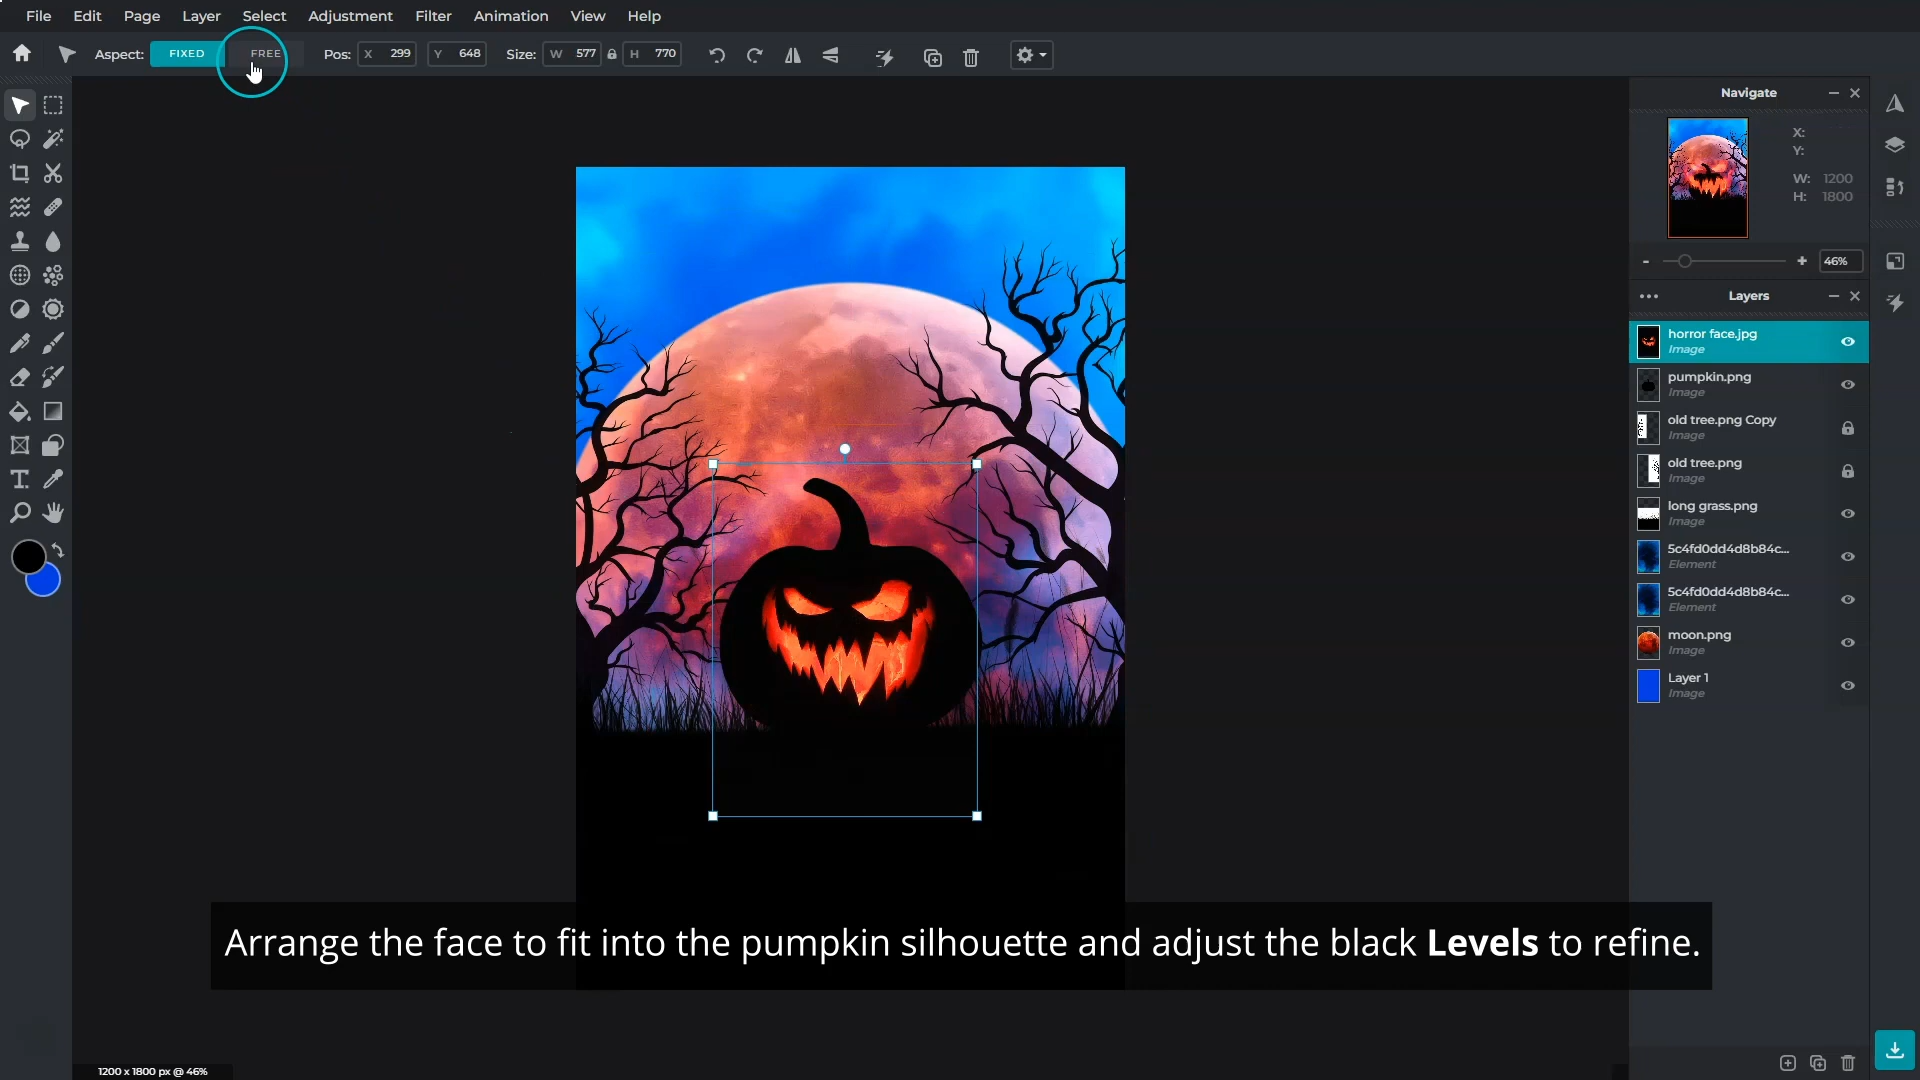 File Edit Page Layer Select Adjustment Filter Animation View Help
Aspect: FIXED FREE Pos: X 299 Y 648 Size: W 577 H 770
Navigate
X:
Y:
W: 1200
H: 1800
- + 46%
Layers
horror face.jpg
Image
pumpkin.png
Image
old tree.png Copy
Image
old tree.png
Image
long grass.png
Image
5c4fd0dd4d8b84c...
Element
5c4fd0dd4d8b84c...
Element
moon.png
Image
Layer 1
Image
Arrange the face to fit into the pumpkin silhouette and adjust the black Levels to refine.
1200 x 1800 px @ 46%